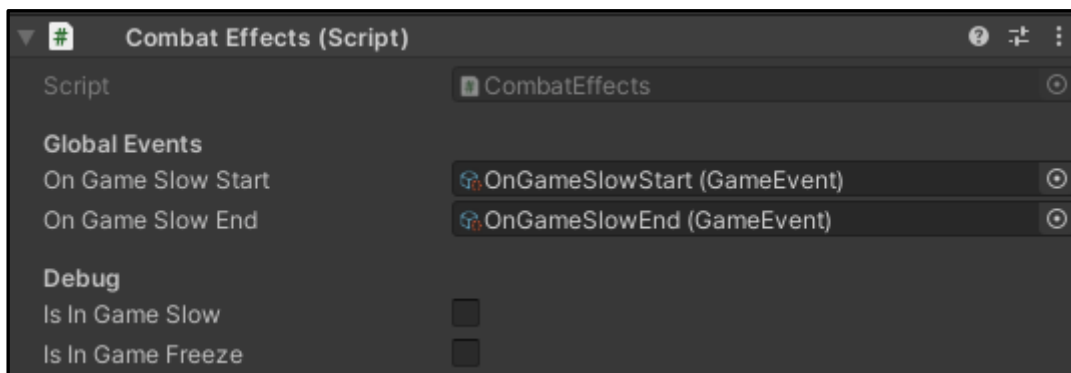 Combat Effects (Script)
Script CombatEffects
Global Events
On Game Slow Start OnGameSlowStart (GameEvent)
On Game Slow End OnGameSlowEnd (GameEvent)
Debug
Is In Game Slow
Is In Game Freeze